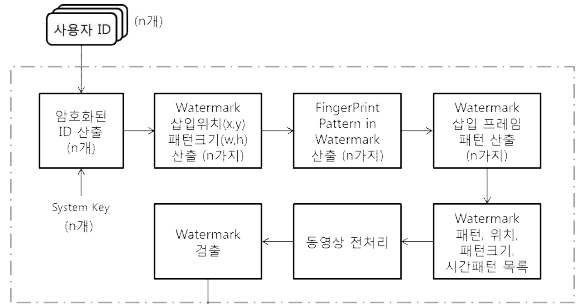 사용자 ID
(n개)
암호화된
ID 산출
(n개)
Watermark
삽입위치(x,y)
패턴크기(w,h)
산출 (n가지)
FingerPrint
Pattern in
Watermark
산출 (n가지)
Watermark
삽입 프레임
패턴 산출
(n가지)
System Key
(n개)
Watermark
검출
동영상 전처리
Watermark
패턴, 위치,
패턴크기,
시간패턴 목록